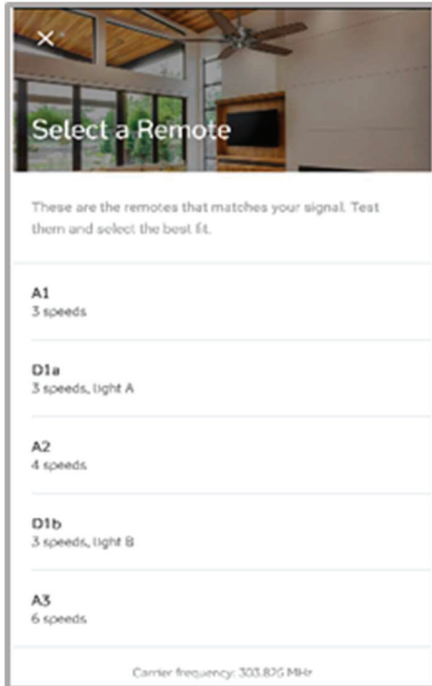 Select a Remote
These are the remotes that matches your signal. Test
them and select the best fit.
A1
3 speeds
D1a
3 speeds, light A
A2
4 speeds
D1b
3 speeds, light B
A3
6 speeds
Carrier frequency: 303.825 MHz